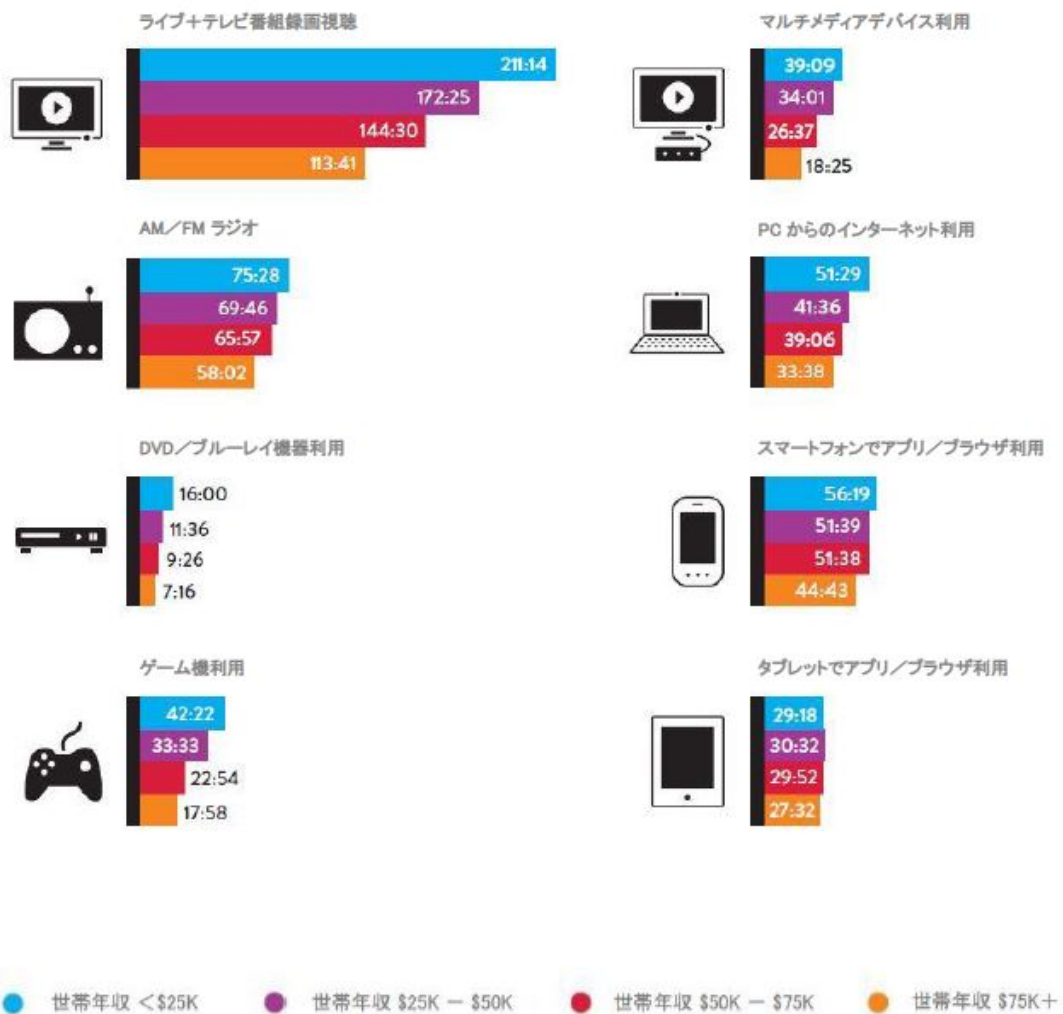 ライブ＋テレビ番組録画視聴
211:14
172:25
144:30
113:41
マルチメディアデバイス利用
39:09
34:01
26:37
18:25
AM／FM ラジオ
75:28
69:46
65:57
58:02
PC からのインターネット利用
51:29
41:36
39:06
33:38
DVD／ブルーレイ機器利用
16:00
11:36
9:26
7:16
スマートフォンでアプリ／ブラウザ利用
56:19
51:39
51:38
44:43
ゲーム機利用
42:22
33:33
22:54
17:58
タブレットでアプリ／ブラウザ利用
29:18
30:32
29:52
27:32
世帯年収 ＜$25K
世帯年収 $25K － $50K
世帯年収 $50K － $75K
世帯年収 $75K＋